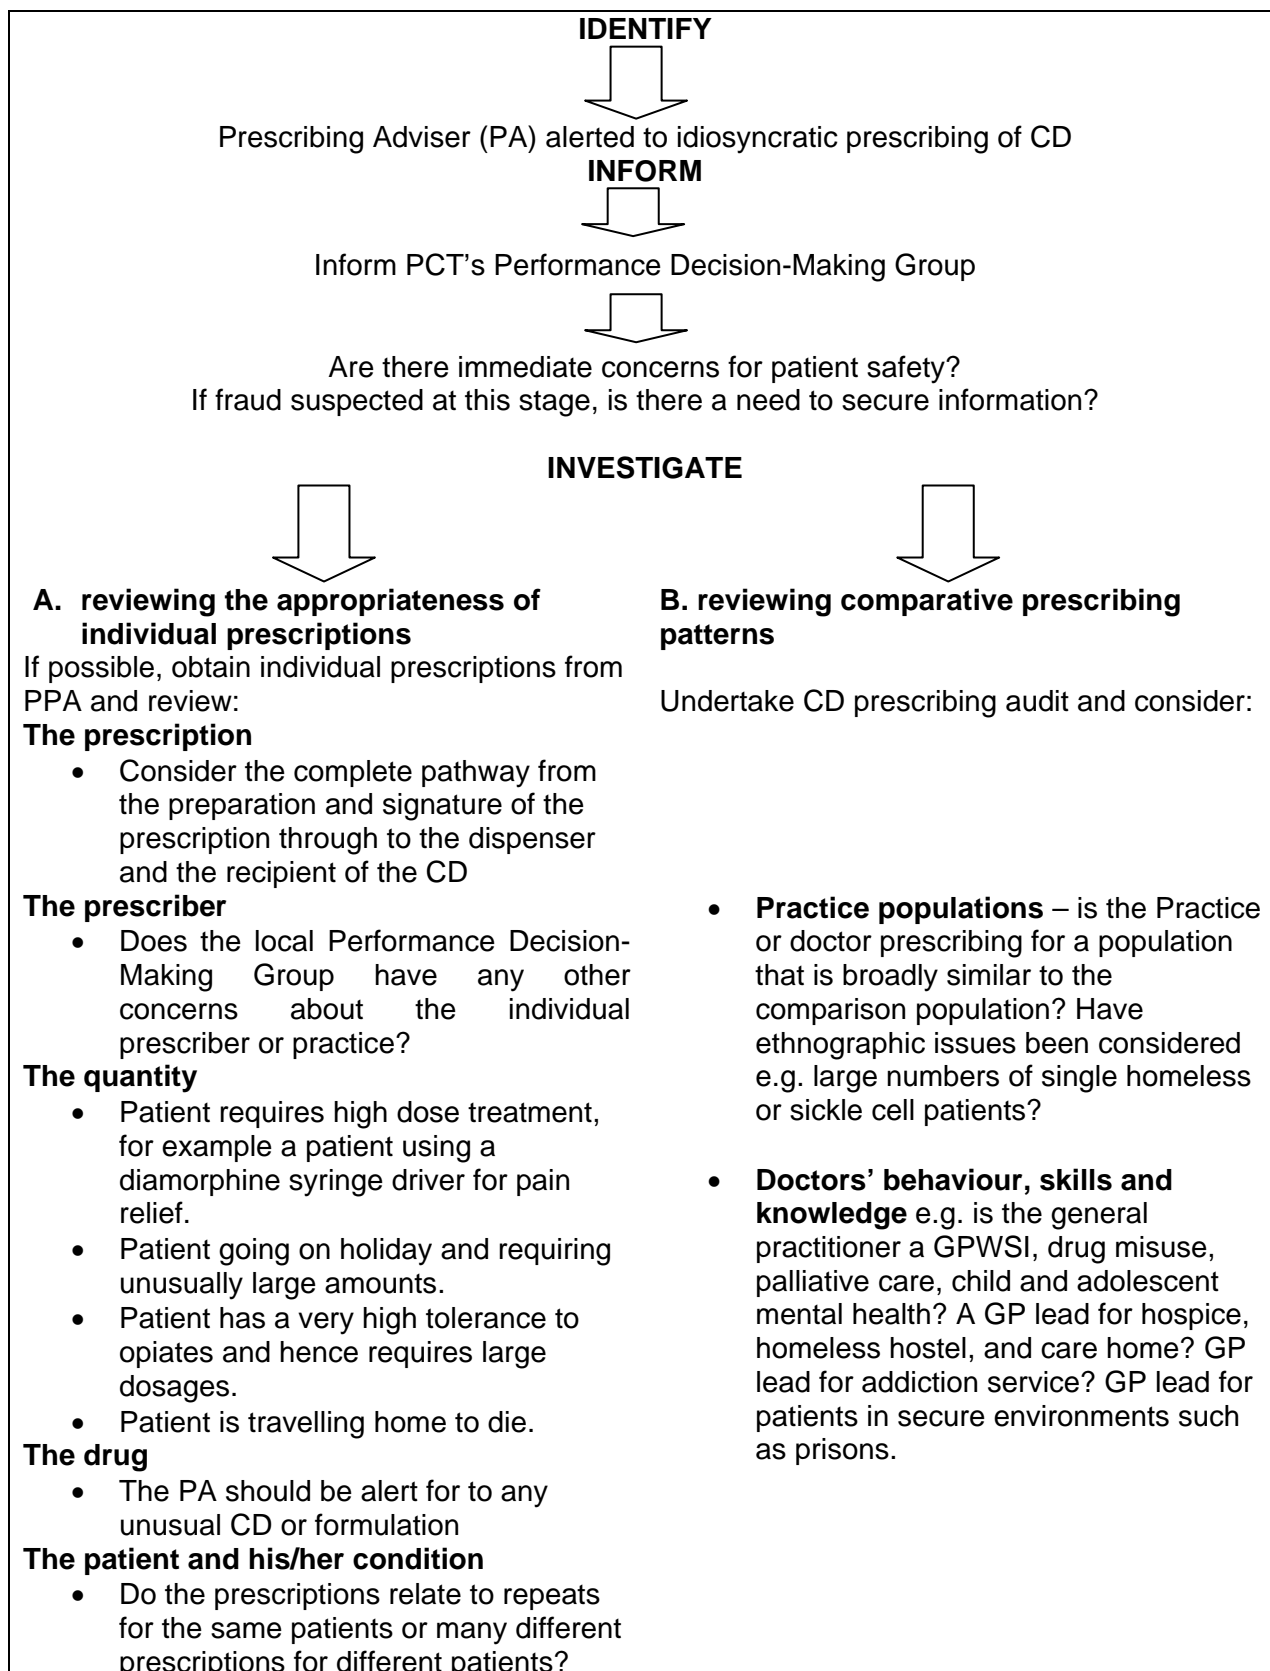 IDENTIFY
Prescribing Adviser (PA) alerted to idiosyncratic prescribing of CD
INFORM
Inform PCT's Performance Decision-Making Group
Are there immediate concerns for patient safety?
If fraud suspected at this stage, is there a need to secure information?
INVESTIGATE
A. reviewing the appropriateness of
individual prescriptions
If possible, obtain individual prescriptions from
PPA and review:
The prescription
• Consider the complete pathway from
the preparation and signature of the
prescription through to the dispenser
and the recipient of the CD
The prescriber
• Does the local Performance Decision-
Making Group have any other
concerns about the individual
prescriber or practice?
The quantity
• Patient requires high dose treatment,
for example a patient using a
diamorphine syringe driver for pain
relief.
• Patient going on holiday and requiring
unusually large amounts.
• Patient has a very high tolerance to
opiates and hence requires large
dosages.
• Patient is travelling home to die.
The drug
• The PA should be alert for to any
unusual CD or formulation
The patient and his/her condition
• Do the prescriptions relate to repeats
for the same patients or many different
prescriptions for different patients?
B. reviewing comparative prescribing
patterns
Undertake CD prescribing audit and consider:
• Practice populations – is the Practice
or doctor prescribing for a population
that is broadly similar to the
comparison population? Have
ethnographic issues been considered
e.g. large numbers of single homeless
or sickle cell patients?
• Doctors' behaviour, skills and
knowledge e.g. is the general
practitioner a GPWSI, drug misuse,
palliative care, child and adolescent
mental health? A GP lead for hospice,
homeless hostel, and care home? GP
lead for addiction service? GP lead for
patients in secure environments such
as prisons.